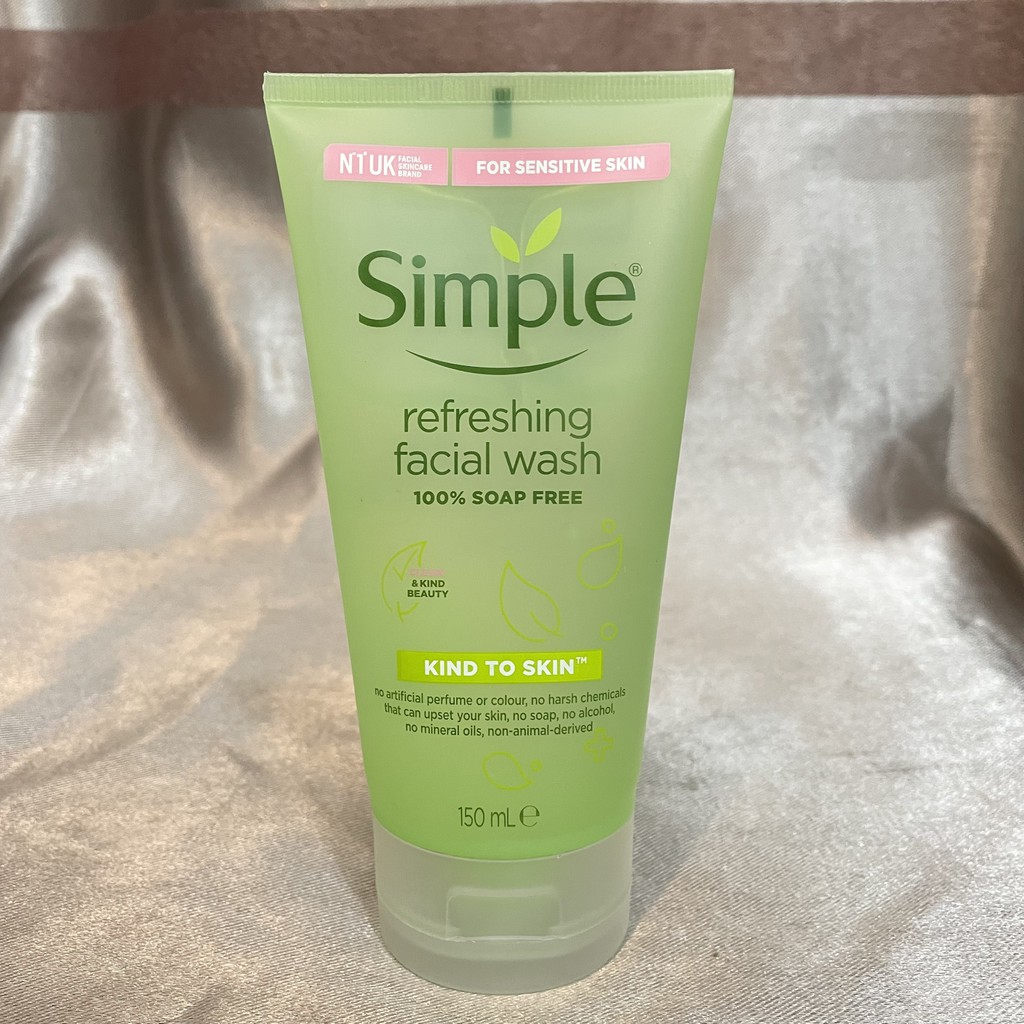 N1 UK FACIAL
SKINCARE
BRAND
FOR SENSITIVE SKIN
Simple®
refreshing
facial wash
100% SOAP FREE
& KIND
BEAUTY
KIND TO SKIN™
no artificial perfume or colour, no harsh chemicals
that can upset your skin, no soap, no alcohol,
no mineral oils, non-animal-derived
150 mL ℮